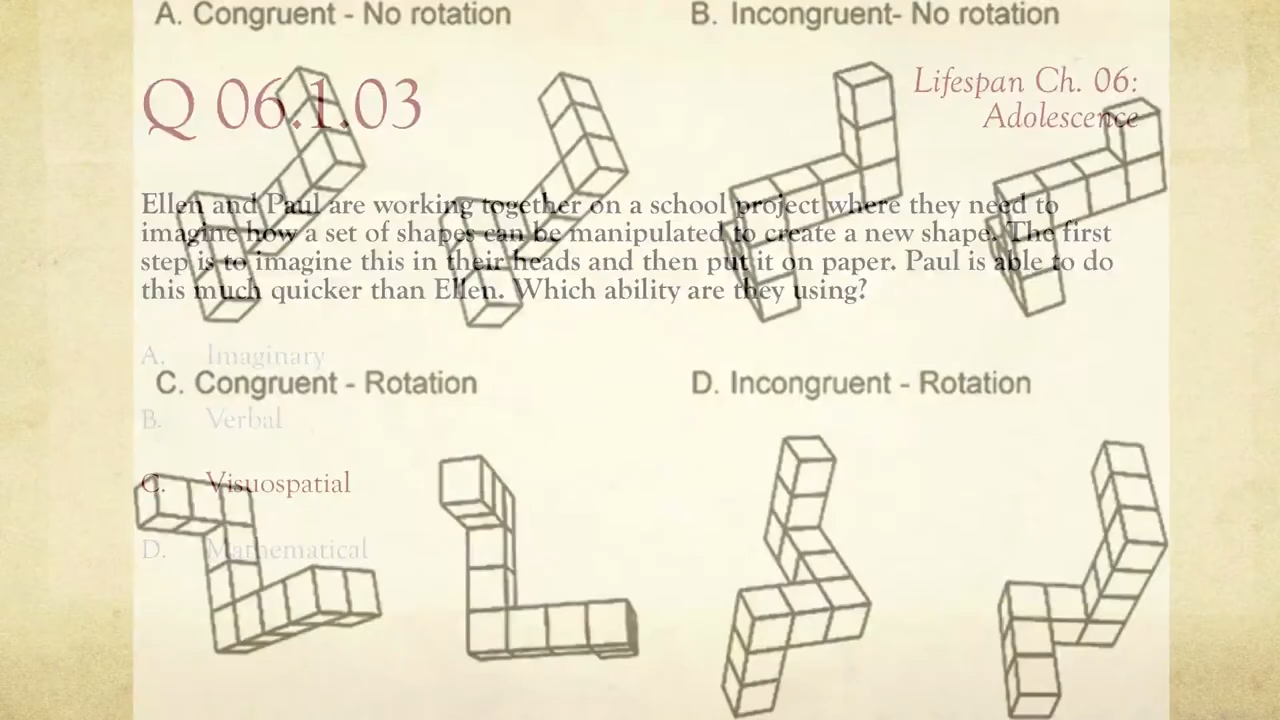 A. Congruent - No rotation
B. Incongruent- No rotation
Q 06.1.03
Lifespan Ch. 06:
Adolescence
Ellen and Paul are working together on a school project where they need to
imagine how a set of shapes can be manipulated to create a new shape. The first
step is to imagine this in their heads and then put it on paper. Paul is able to do
this much quicker than Ellen. Which ability are they using?
A. Imaginary
C. Congruent - Rotation
D. Incongruent - Rotation
B. Verbal
C. Visuospatial
D. Mathematical